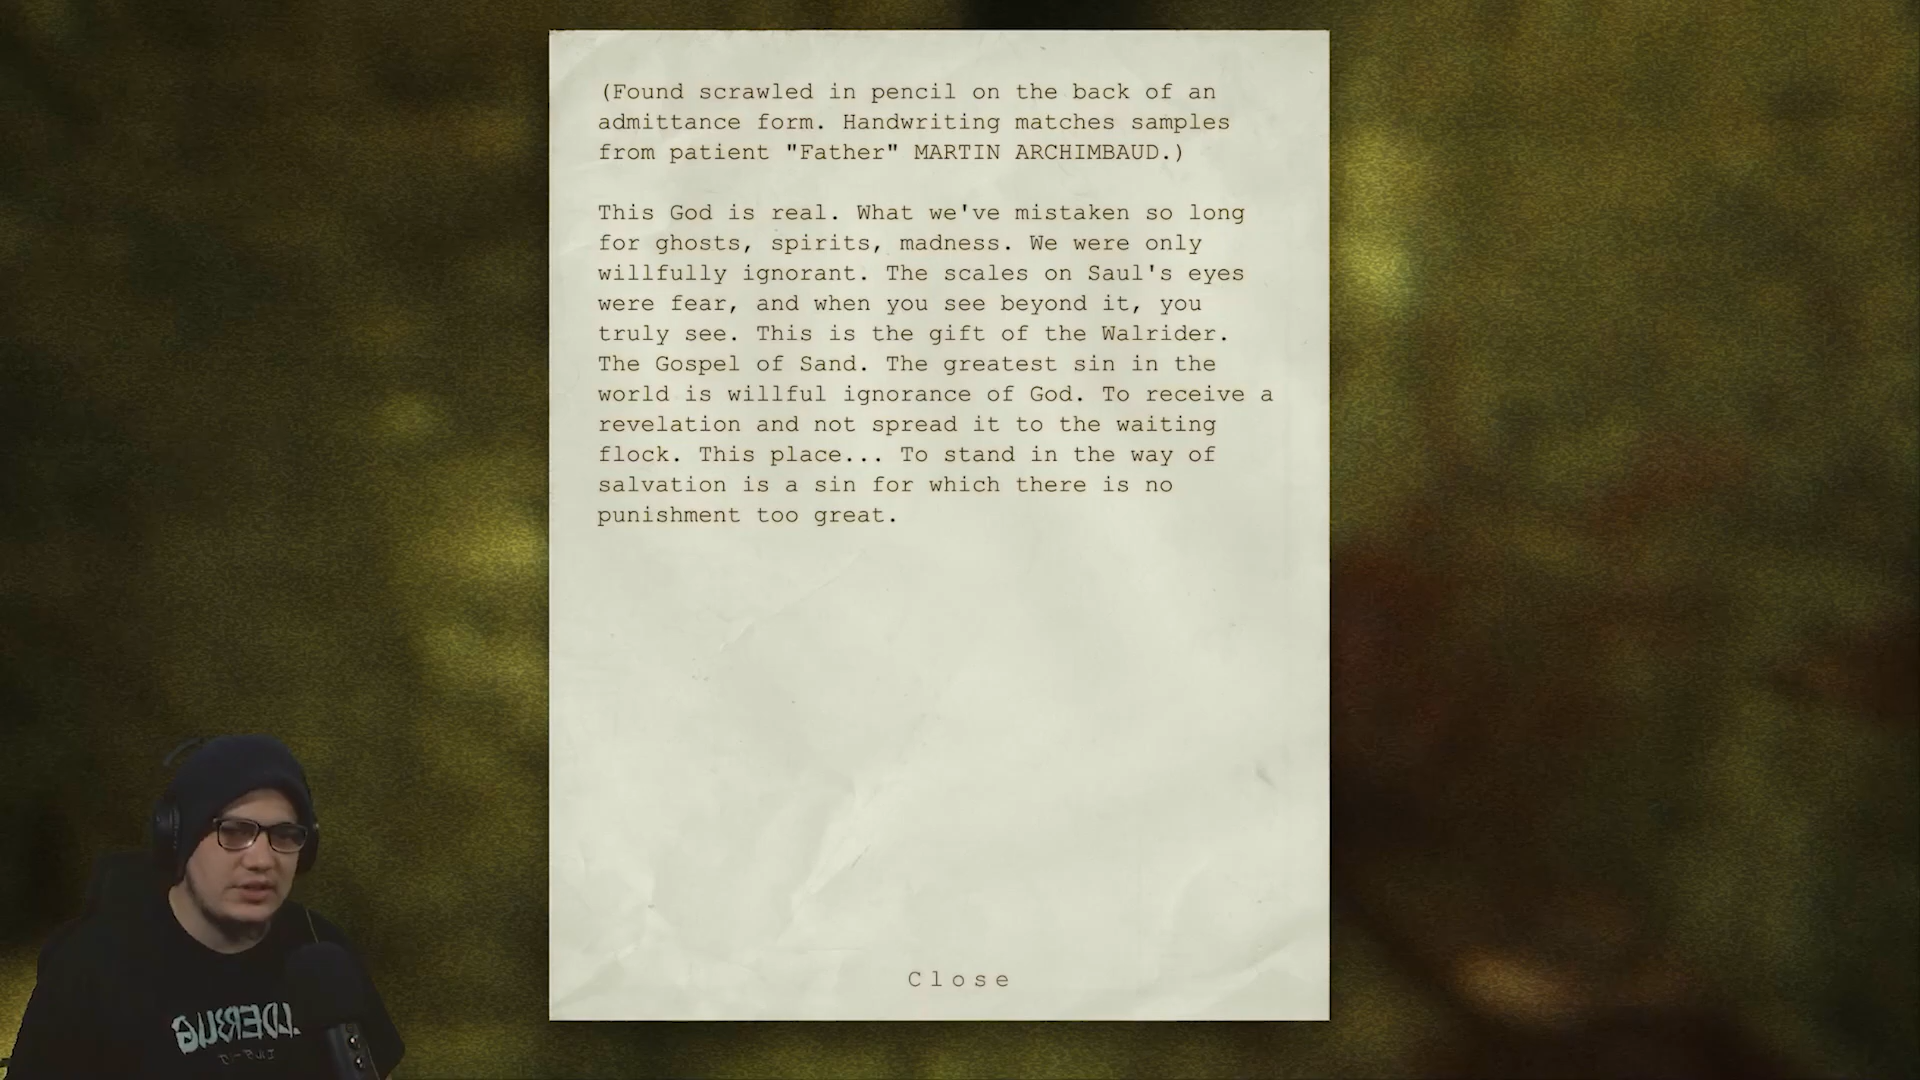 (Found scrawled in pencil on the back of an
admittance form. Handwriting matches samples
from patient "Father" MARTIN ARCHIMBAUD.)
This God is real. What we've mistaken so long
for ghosts, spirits, madness. We were only
willfully ignorant. The scales on Saul's eyes
were fear, and when you see beyond it, you
truly see. This is the gift of the Walrider.
The Gospel of Sand. The greatest sin in the
world is willful ignorance of God. To receive a
revelation and not spread it to the waiting
flock. This place... To stand in the way of
salvation is a sin for which there is no
punishment too great.
Close